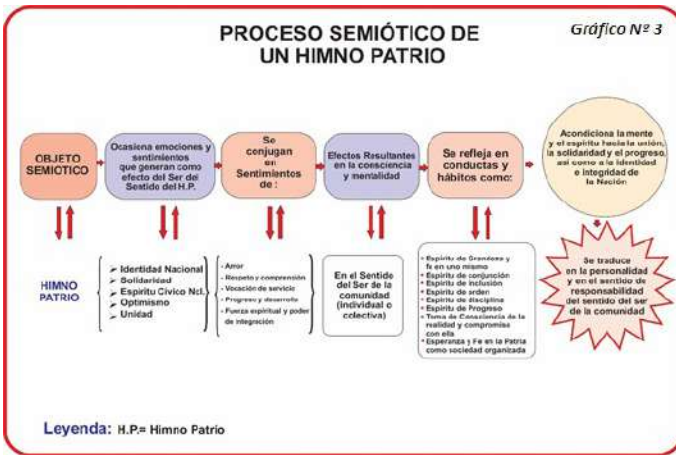 PROCESO SEMIÓTICO DE
UN HIMNO PATRIO
Gráfico Nº 3
OBJETO
SEMIÓTICO
Ocasiona emociones y
sentimientos
que generan como
efecto del Ser del
Sentido del H.P.
Se
conjugan
en
Sentimientos
de :
Efectos Resultantes
en la consciencia
y mentalidad
Se refleja en
conductas y
hábitos como:
Acondiciona la mente
y el espíritu hacia la unión,
la solidaridad y el progreso,
así como a la identidad
e integridad de
la Nación
HIMNO
PATRIO
Identidad Nacional
Solidaridad
Espíritu Cívico Ncl.
Optimismo
Unidad
- Amor
- Respeto y comprensión
- Vocación de servicio
- Progreso y desarrollo
- Fuerza espiritual y poder
de integración
En el Sentido
del Ser de la
comunidad
(individual o
colectiva)
• Espíritu de Grandeza y
fe en uno mismo
• Espíritu de conjunción
• Espíritu de inclusión
• Espíritu de orden
• Espíritu de disciplina
• Espíritu de Progreso
• Toma de Consciencia de la
realidad y compromiso
con ella
• Esperanza y Fe en la Patria
como sociedad organizada
Se traduce
en la personalidad
y en el sentido de
responsabilidad
del sentido del ser
de la comunidad
Leyenda: H.P.= Himno Patrio